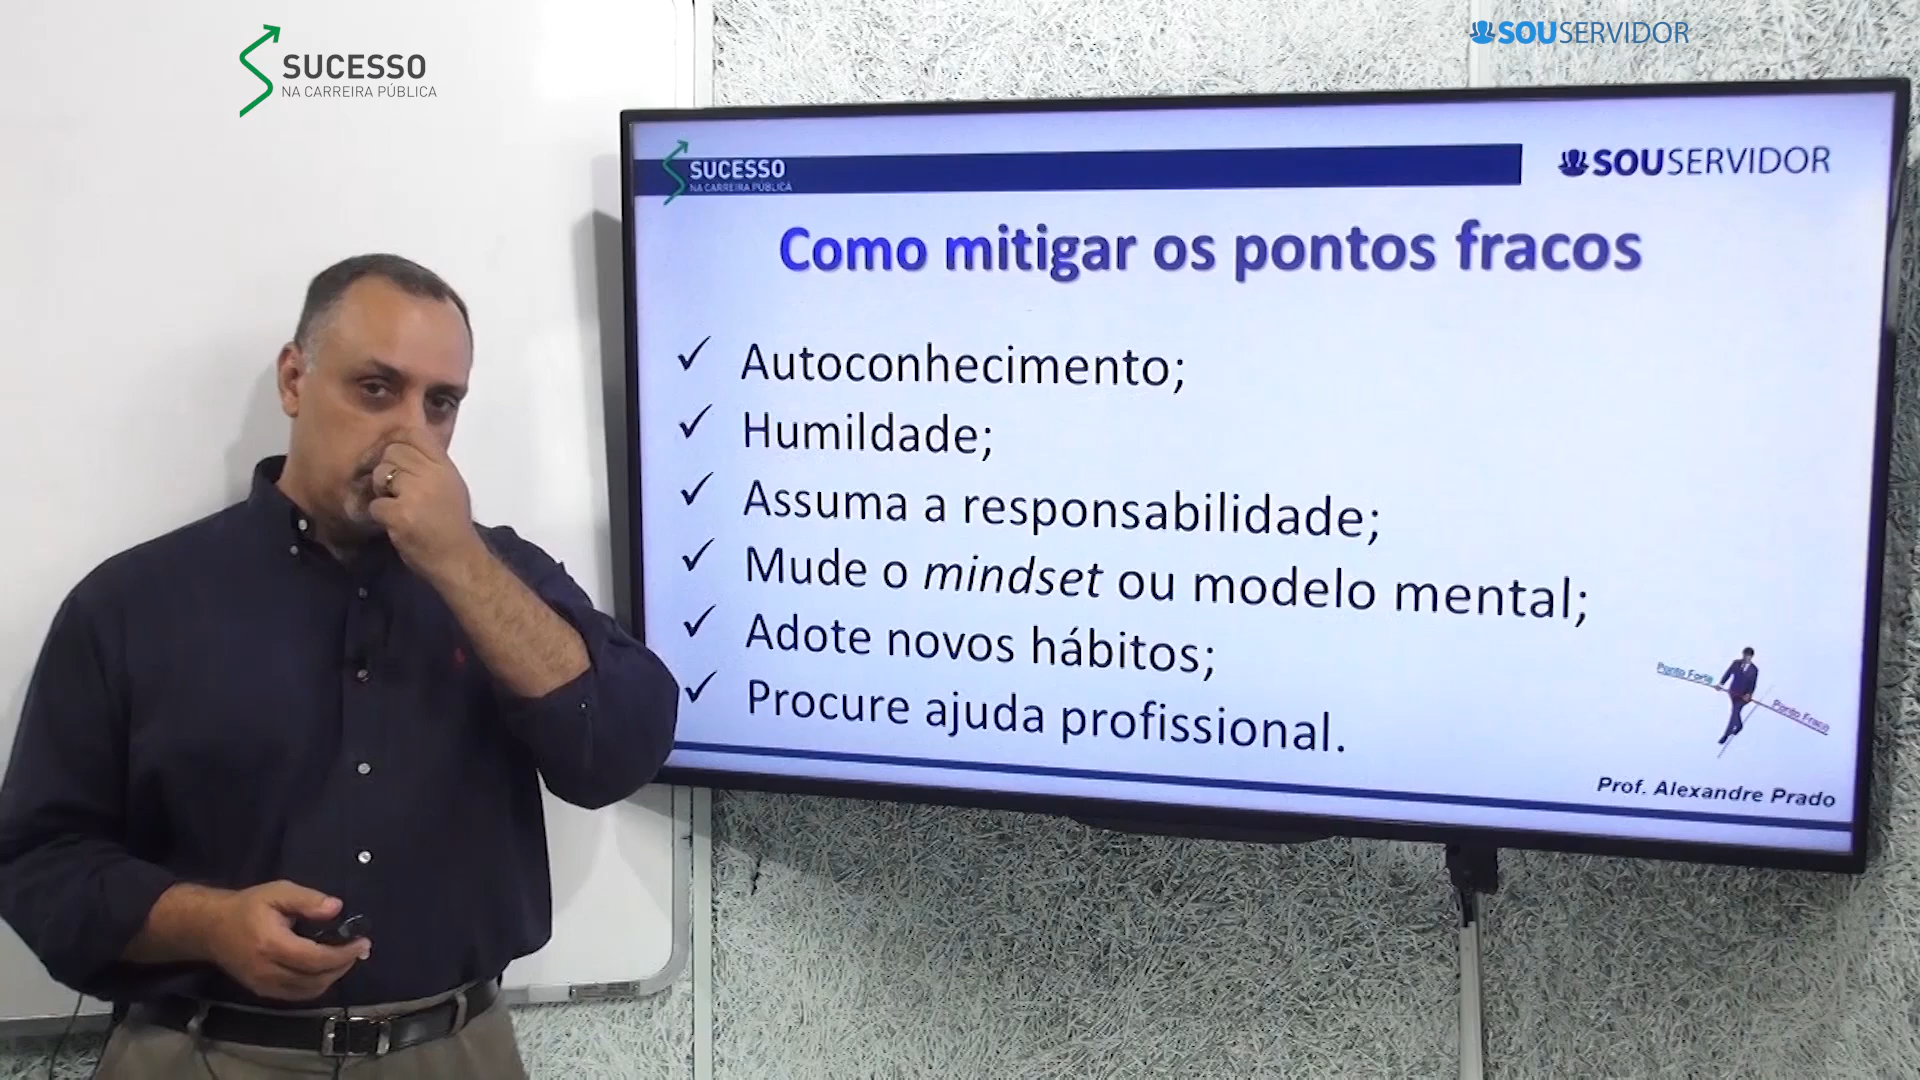 SUCESSO
NA CARREIRA PÚBLICA
SOUSERVIDOR
SUCESSO
NA CARREIRA PÚBLICA
SOUSERVIDOR
Como mitigar os pontos fracos
✓ Autoconhecimento;
✓ Humildade;
✓ Assuma a responsabilidade;
✓ Mude o mindset ou modelo mental;
✓ Adote novos hábitos;
✓ Procure ajuda profissional.
Ponto Forte
Ponto Fraco
Prof. Alexandre Prado